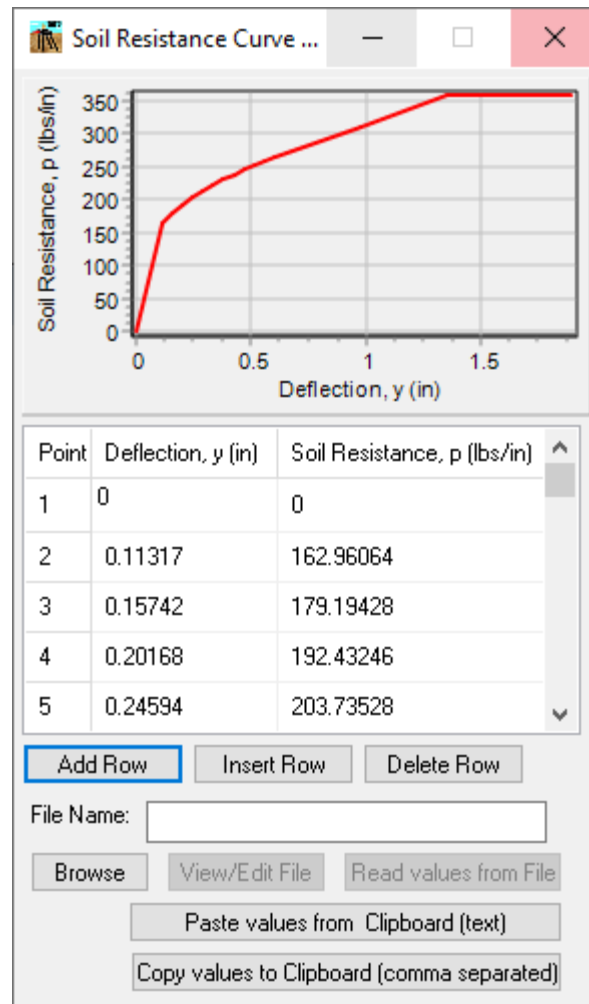 Soil Resistance Curve ...
Soil Resistance, p (lbs/in)
350
300
250
200
150
100
50
0
0 0.5 1 1.5
Deflection, y (in)
Point Deflection, y (in) Soil Resistance, p (lbs/in)
1 0 0
2 0.11317 162.96064
3 0.15742 179.19428
4 0.20168 192.43246
5 0.24594 203.73528
Add Row Insert Row Delete Row
File Name:
Browse View/Edit File Read values from File
Paste values from Clipboard (text)
Copy values to Clipboard (comma separated)